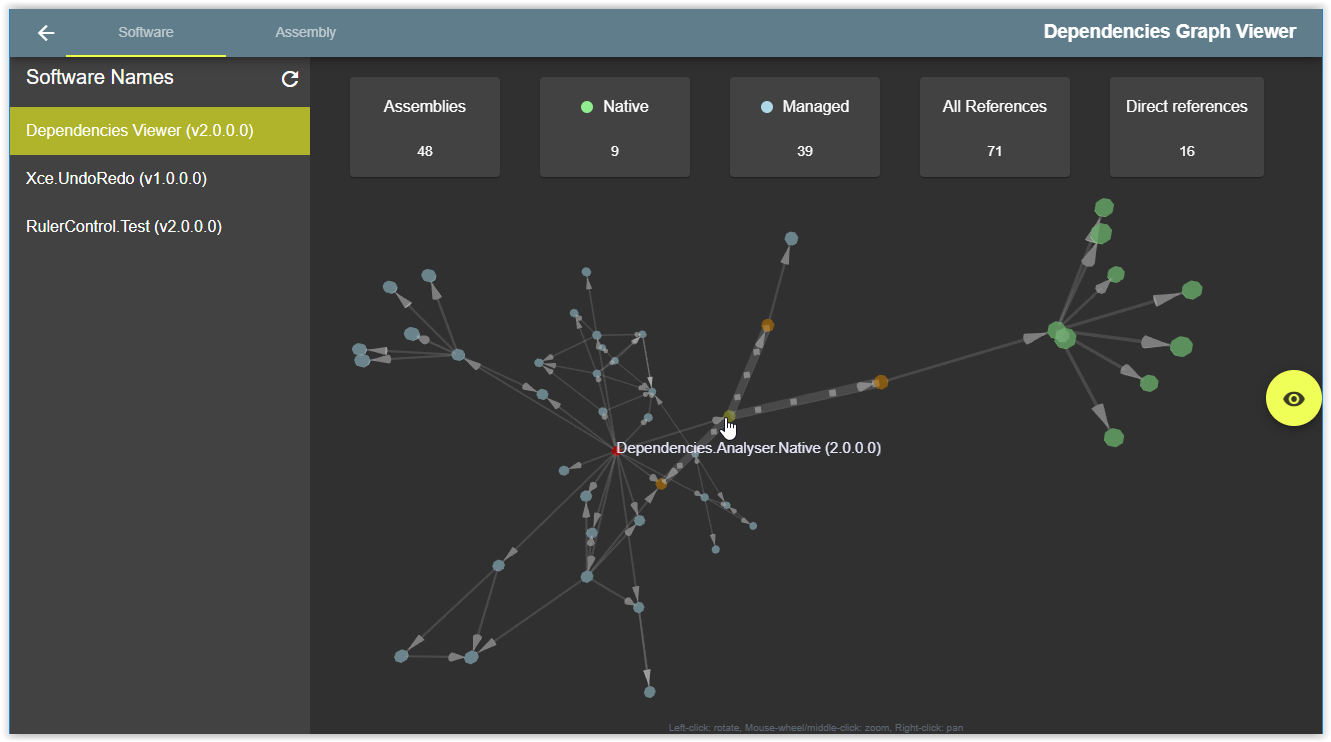 Software
Assembly
Dependencies Graph Viewer
Software Names
Dependencies Viewer (v2.0.0.0)
Xce.UndoRedo (v1.0.0.0)
RulerControl.Test (v2.0.0.0)
Assemblies
48
Native
9
Managed
39
All References
71
Direct references
16
Dependencies.Analyser.Native (2.0.0.0)
Left-click: rotate, Mouse-wheel/middle-click: zoom, Right-click: pan